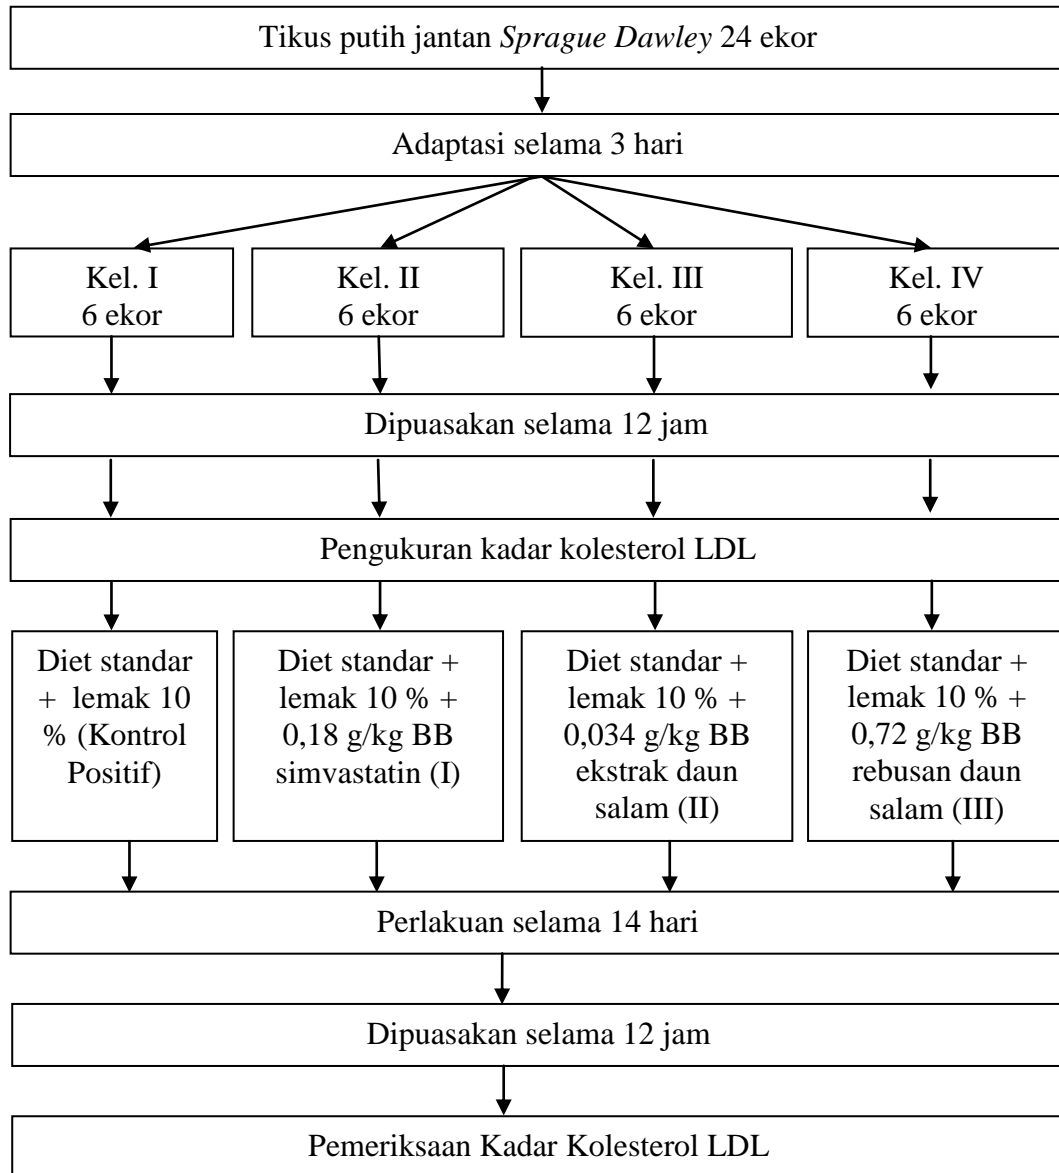 Tikus putih jantan Sprague Dawley 24 ekor
Adaptasi selama 3 hari
Kel. I
6 ekor
Kel. II
6 ekor
Kel. III
6 ekor
Kel. IV
6 ekor
Dipuasakan selama 12 jam
Pengukuran kadar kolesterol LDL
Diet standar
+ lemak 10
% (Kontrol
Positif)
Diet standar +
lemak 10 % +
0,18 g/kg BB
simvastatin (I)
Diet standar +
lemak 10 % +
0,034 g/kg BB
ekstrak daun
salam (II)
Diet standar +
lemak 10 % +
0,72 g/kg BB
rebusan daun
salam (III)
Perlakuan selama 14 hari
Dipuasakan selama 12 jam
Pemeriksaan Kadar Kolesterol LDL